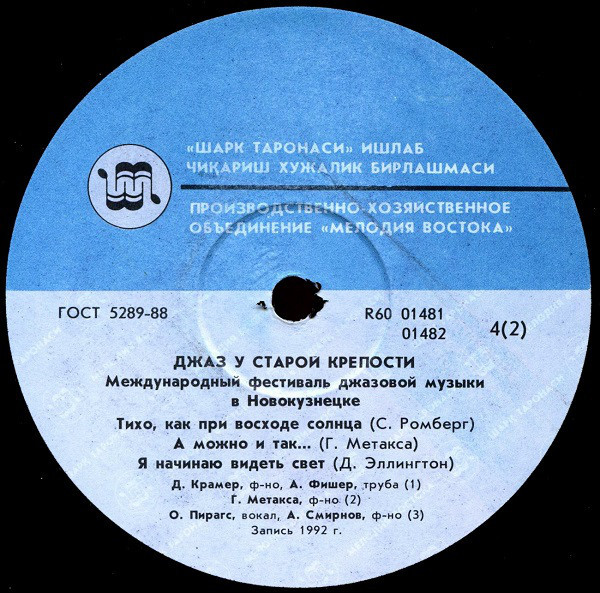 «ШАРК ТАРОНАСИ» ИШЛАБ
ЧИҚАРИШ ХУЖАЛИК БИРЛАШМАСИ
ПРОИЗВОДСТВЕННО-ХОЗЯЙСТВЕННОЕ
ОБЪЕДИНЕНИЕ «МЕЛОДИЯ ВОСТОКА»
ГОСТ 5289-88
R60 01481
01482
4(2)
ДЖАЗ У СТАРОЙ КРЕПОСТИ
Международный фестиваль джазовой музыки
в Новокузнецке
Тихо, как при восходе солнца (С. Ромберг)
А можно и так... (Г. Метакса)
Я начинаю видеть свет (Д. Эллингтон)
Д. Крамер, ф-но, А. Фишер, труба (1)
Г. Метакса, ф-но (2)
О. Пирагс, вокал, А. Смирнов, ф-но (3)
Запись 1992 г.